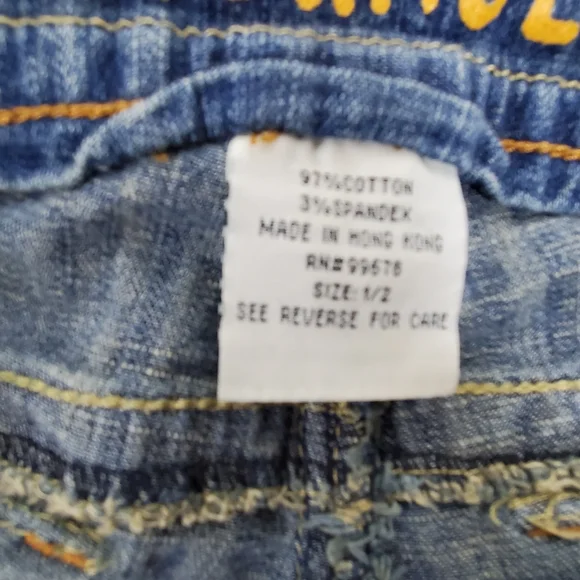 97%COTTON
3%SPANDEX
MADE IN HONG KONG
RN#99678
SIZE: 1/2
SEE REVERSE FOR CARE